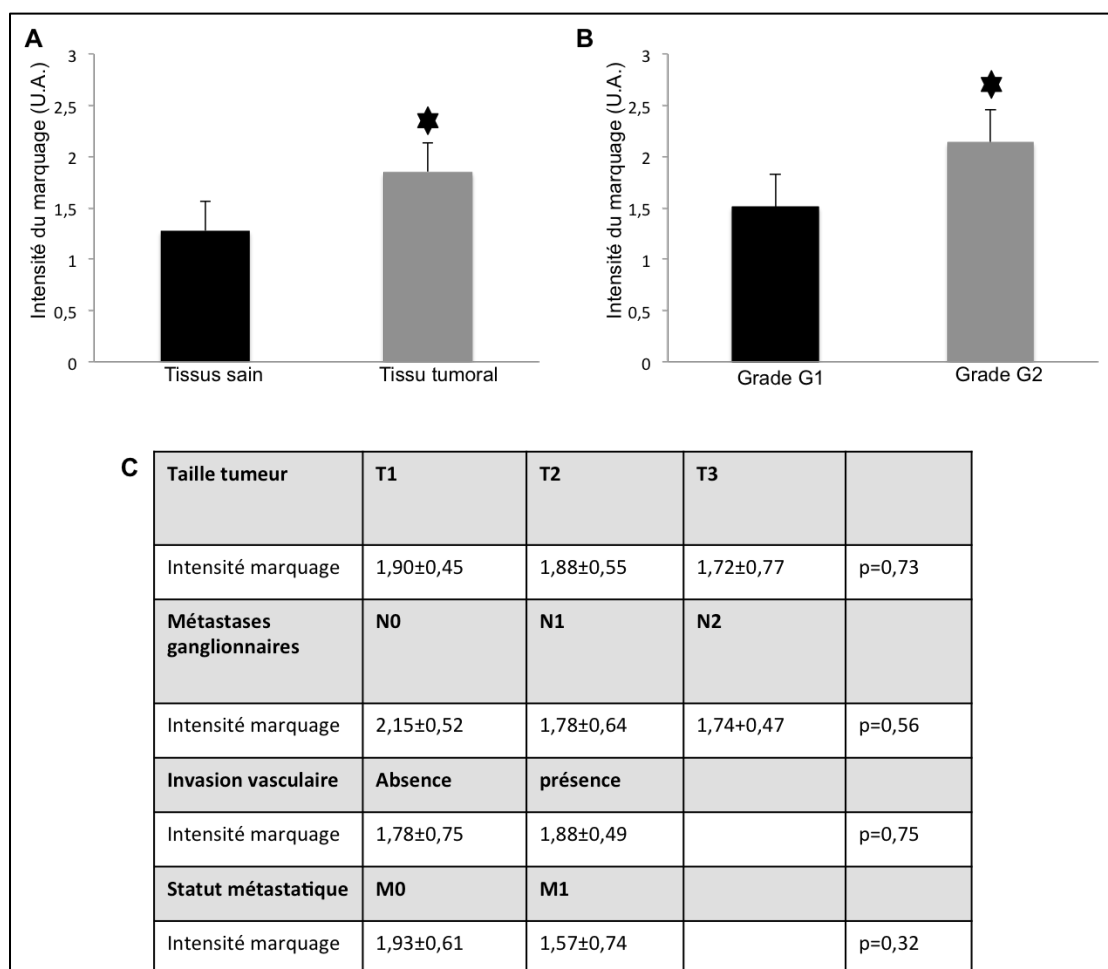 A
Intensité du marquage (U.A.)
3
2,5
2
1,5
1
0,5
0
Tissus sain
Tissu tumoral
B
Intensité du marquage (U.A.)
3
2,5
2
1,5
1
0,5
0
Grade G1
Grade G2
C
Taille tumeur T1 T2 T3
Intensité marquage 1,90±0,45 1,88±0,55 1,72±0,77 p=0,73
Métastases N0 N1 N2
ganglionnaires
Intensité marquage 2,15±0,52 1,78±0,64 1,74+0,47 p=0,56
Invasion vasculaire Absence présence
Intensité marquage 1,78±0,75 1,88±0,49 p=0,75
Statut métastatique M0 M1
Intensité marquage 1,93±0,61 1,57±0,74 p=0,32